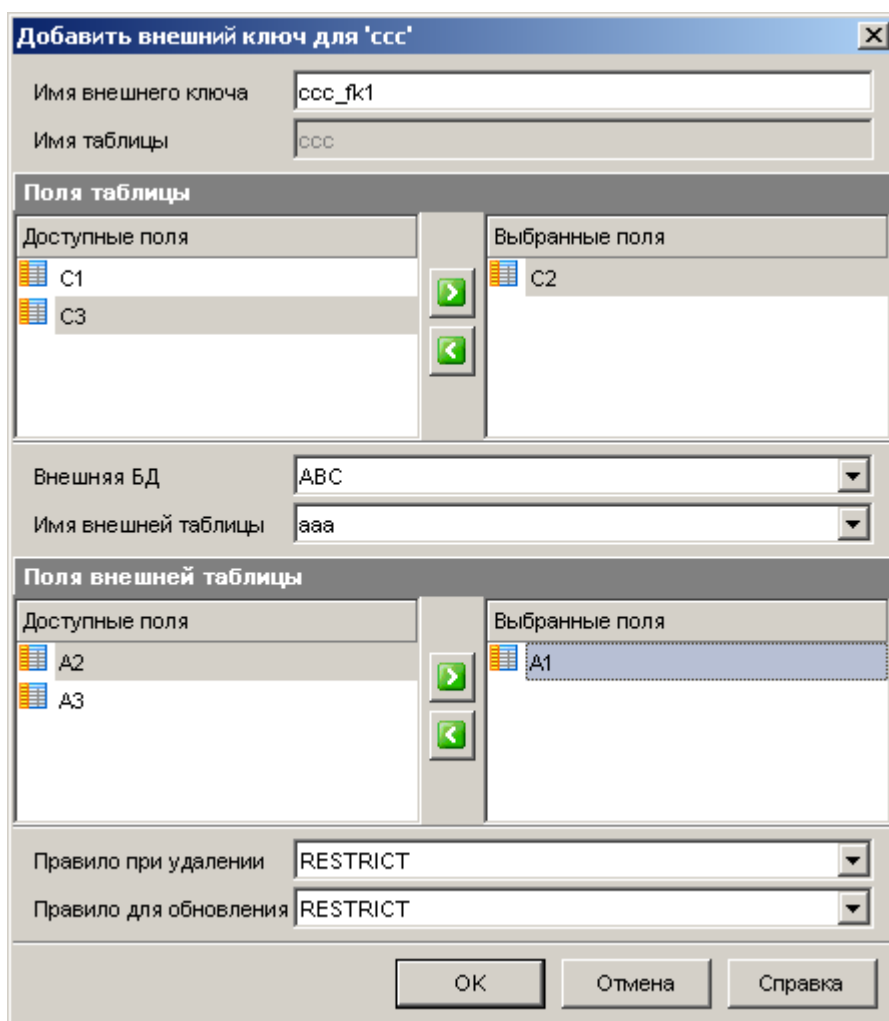 Добавить внешний ключ для 'ccc'
Имя внешнего ключа ccc_fk1
Имя таблицы ccc
Поля таблицы
Доступные поля Выбранные поля
C1 C2
C3
Внешняя БД ABC
Имя внешней таблицы aaa
Поля внешней таблицы
Доступные поля Выбранные поля
A2 A1
A3
Правило при удалении RESTRICT
Правило для обновления RESTRICT
OK Отмена Справка